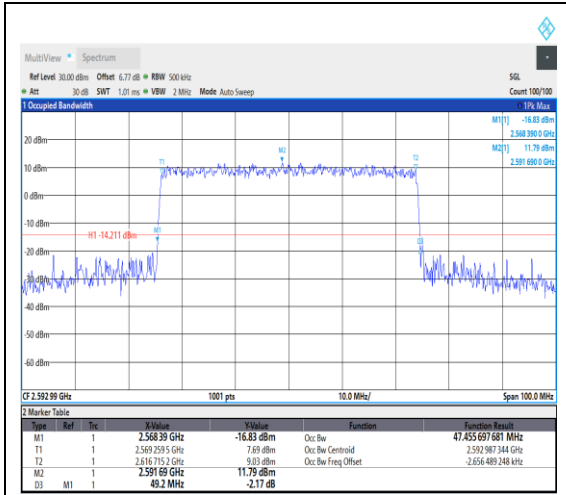 MultiView Spectrum
Ref Level 30.00 dBm Offset 6.77 dB RBW 500 kHz SGL
Att 30 dB SWT 1.01 ms VBW 2 MHz Mode Auto Sweep Count 100/100
1 Occupied Bandwidth 1Pk Max
M1[1] -16.83 dBm
2.568 390 0 GHz
M2[1] 11.79 dBm
2.591 690 0 GHz
20 dBm
M2
T1
T2
10 dBm
0 dBm
-10 dBm
H1 -14.211 dBm
M1
D3
-20 dBm
-30 dBm
-40 dBm
-50 dBm
-60 dBm
CF 2.592 99 GHz 1001 pts 10.0 MHz/ Span 100.0 MHz
2 Marker Table
Type Ref Trc X-Value Y-Value Function Function Result
M1 1 2.568 39 GHz -16.83 dBm Occ Bw 47.455 697 681 MHz
T1 1 2.569 259 5 GHz 7.69 dBm Occ Bw Centroid 2.592 987 344 GHz
T2 1 2.616 715 2 GHz 9.03 dBm Occ Bw Freq Offset -2.656 489 248 kHz
M2 1 2.591 69 GHz 11.79 dBm
D3 M1 1 49.2 MHz -2.17 dB